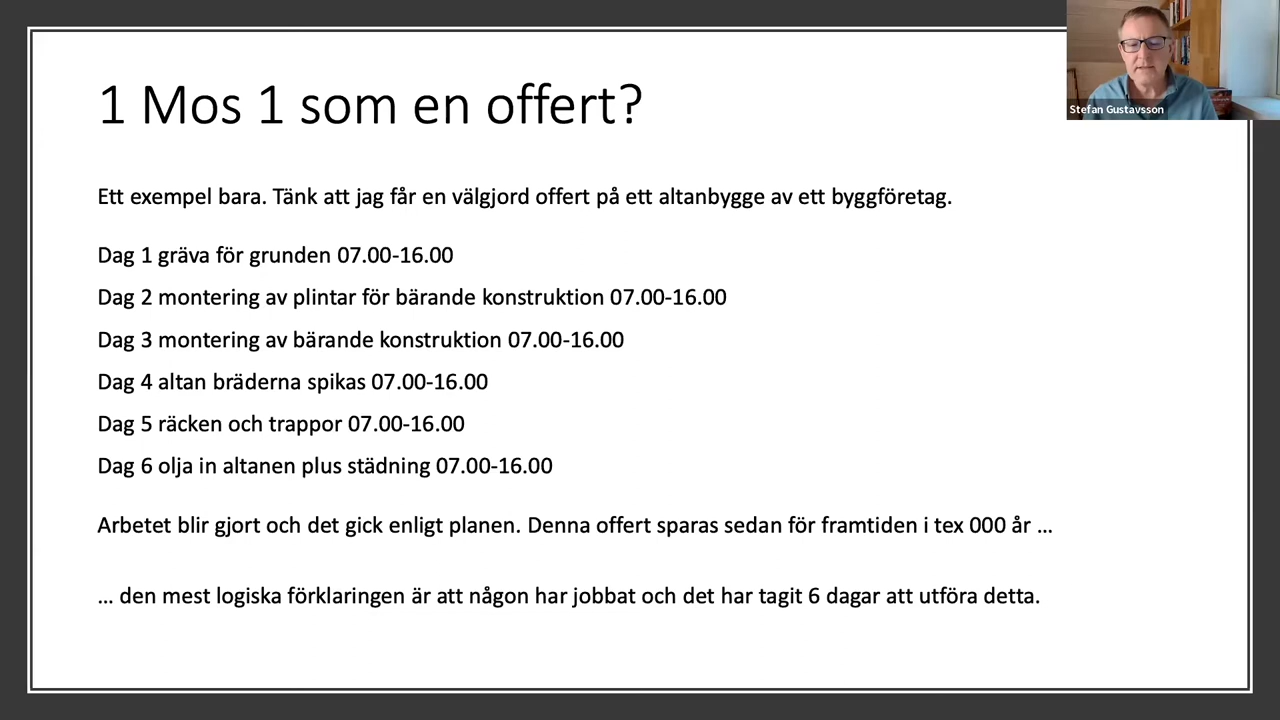 1 Mos 1 som en offert?
Stefan Gustavsson
Ett exempel bara. Tänk att jag får en välgjord offert på ett altanbygge av ett byggföretag.
Dag 1 gräva för grunden 07.00-16.00
Dag 2 montering av plintar för bärande konstruktion 07.00-16.00
Dag 3 montering av bärande konstruktion 07.00-16.00
Dag 4 altan bräderna spikas 07.00-16.00
Dag 5 räcken och trappor 07.00-16.00
Dag 6 olja in altanen plus städning 07.00-16.00
Arbetet blir gjort och det gick enligt planen. Denna offert sparas sedan för framtiden i tex 000 år ...
... den mest logiska förklaringen är att någon har jobbat och det har tagit 6 dagar att utföra detta.